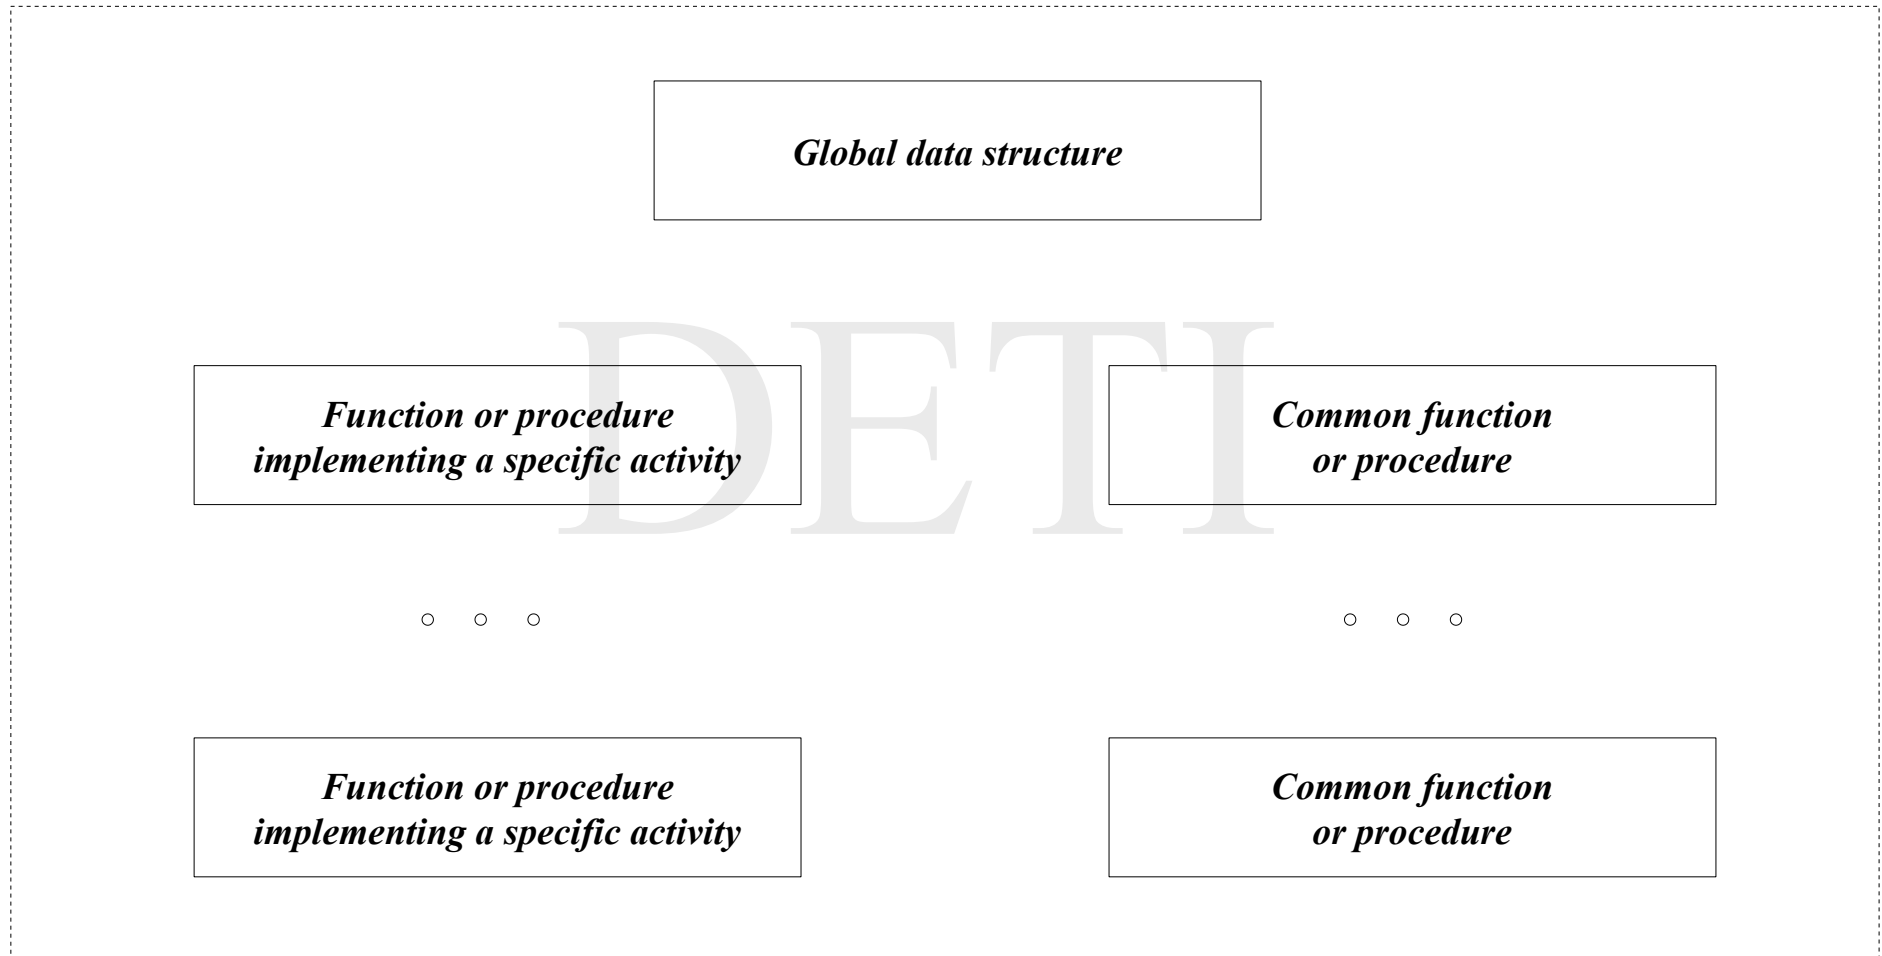 Global data structure
DETI
Function or procedure
implementing a specific activity
Common function
or procedure
Function or procedure
implementing a specific activity
Common function
or procedure